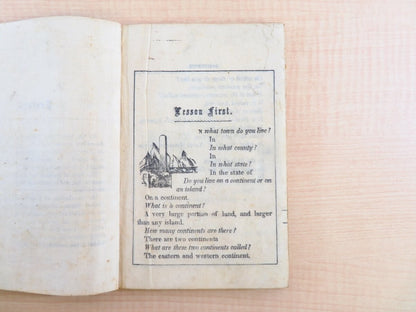 Lesson First.
N what town do you live?
In
In what county?
In
In what state?
In the state of
Do you live on a continent or on
an island?
On a continent.
What is a continent?
A very large portion of land, and larger
than any island.
How many continents are there?
There are two continents
What are these two continents called?
The eastern and western continent.